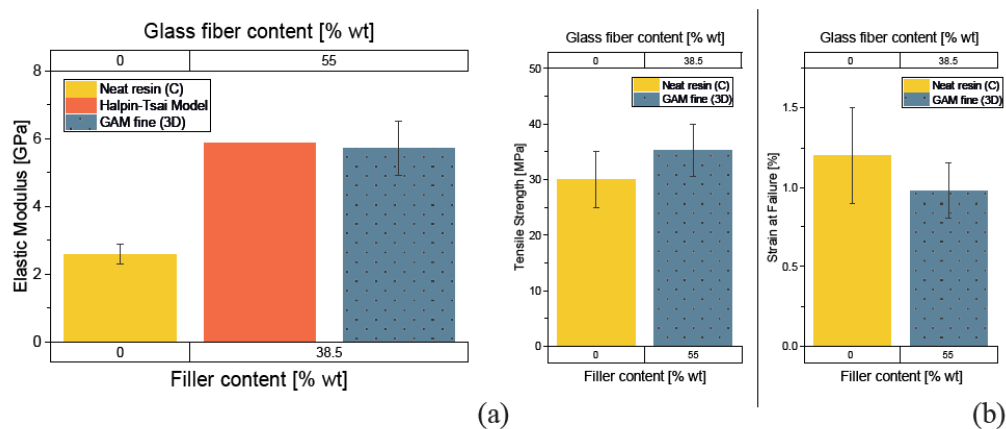 Glass fiber content [% wt]
0 55
8
6
4
2
0
Elastic Modulus [GPa]
Neat resin (C)
Halpin-Tsai Model
GAM fine (3D)
0 38.5
Filler content [% wt]
(a)
Glass fiber content [% wt]
0 38.5
50
40
30
20
10
0
Tensile Strength [MPa]
Neat resin (C)
GAM fine (3D)
0 55
Filler content [% wt]
Glass fiber content [% wt]
0 38.5
1.5
1.0
0.5
0.0
Strain at Failure [%]
Neat resin (C)
GAM fine (3D)
0 55
Filler content [% wt]
(b)